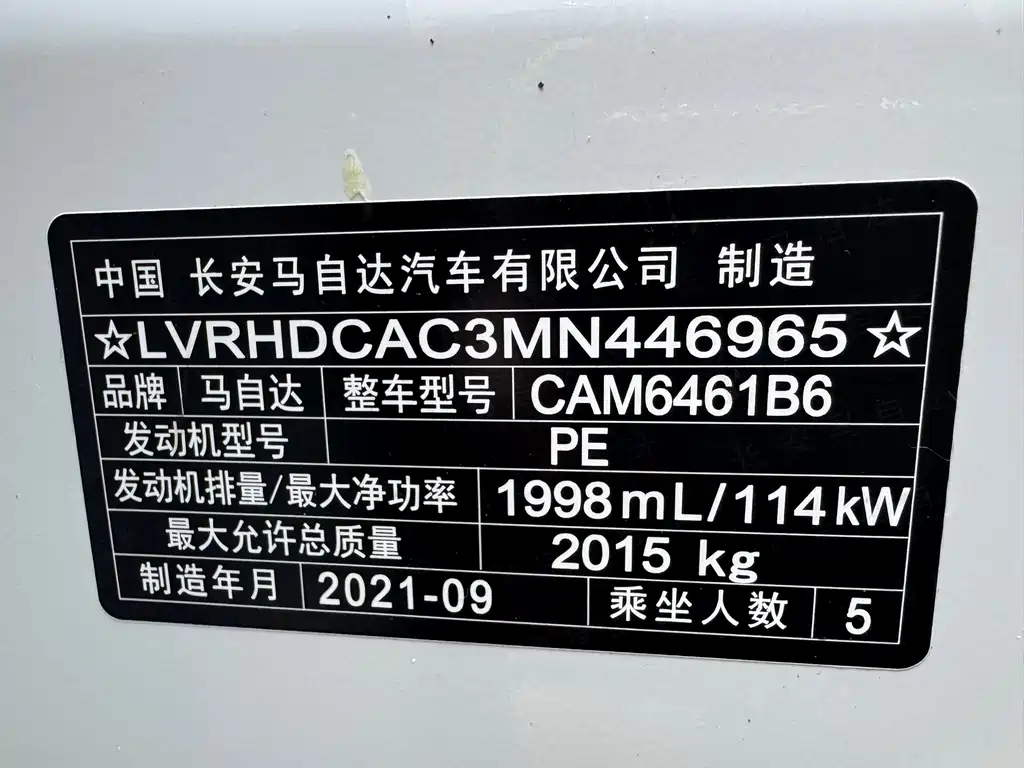 中国 长安马自达汽车有限公司 制造
☆LVRHDCAC3MN446965☆
品牌 马自达 整车型号 CAM6461B6
发动机型号 PE
发动机排量/最大净功率 1998mL/114kW
最大允许总质量 2015 kg
制造年月 2021-09 乘坐人数 5